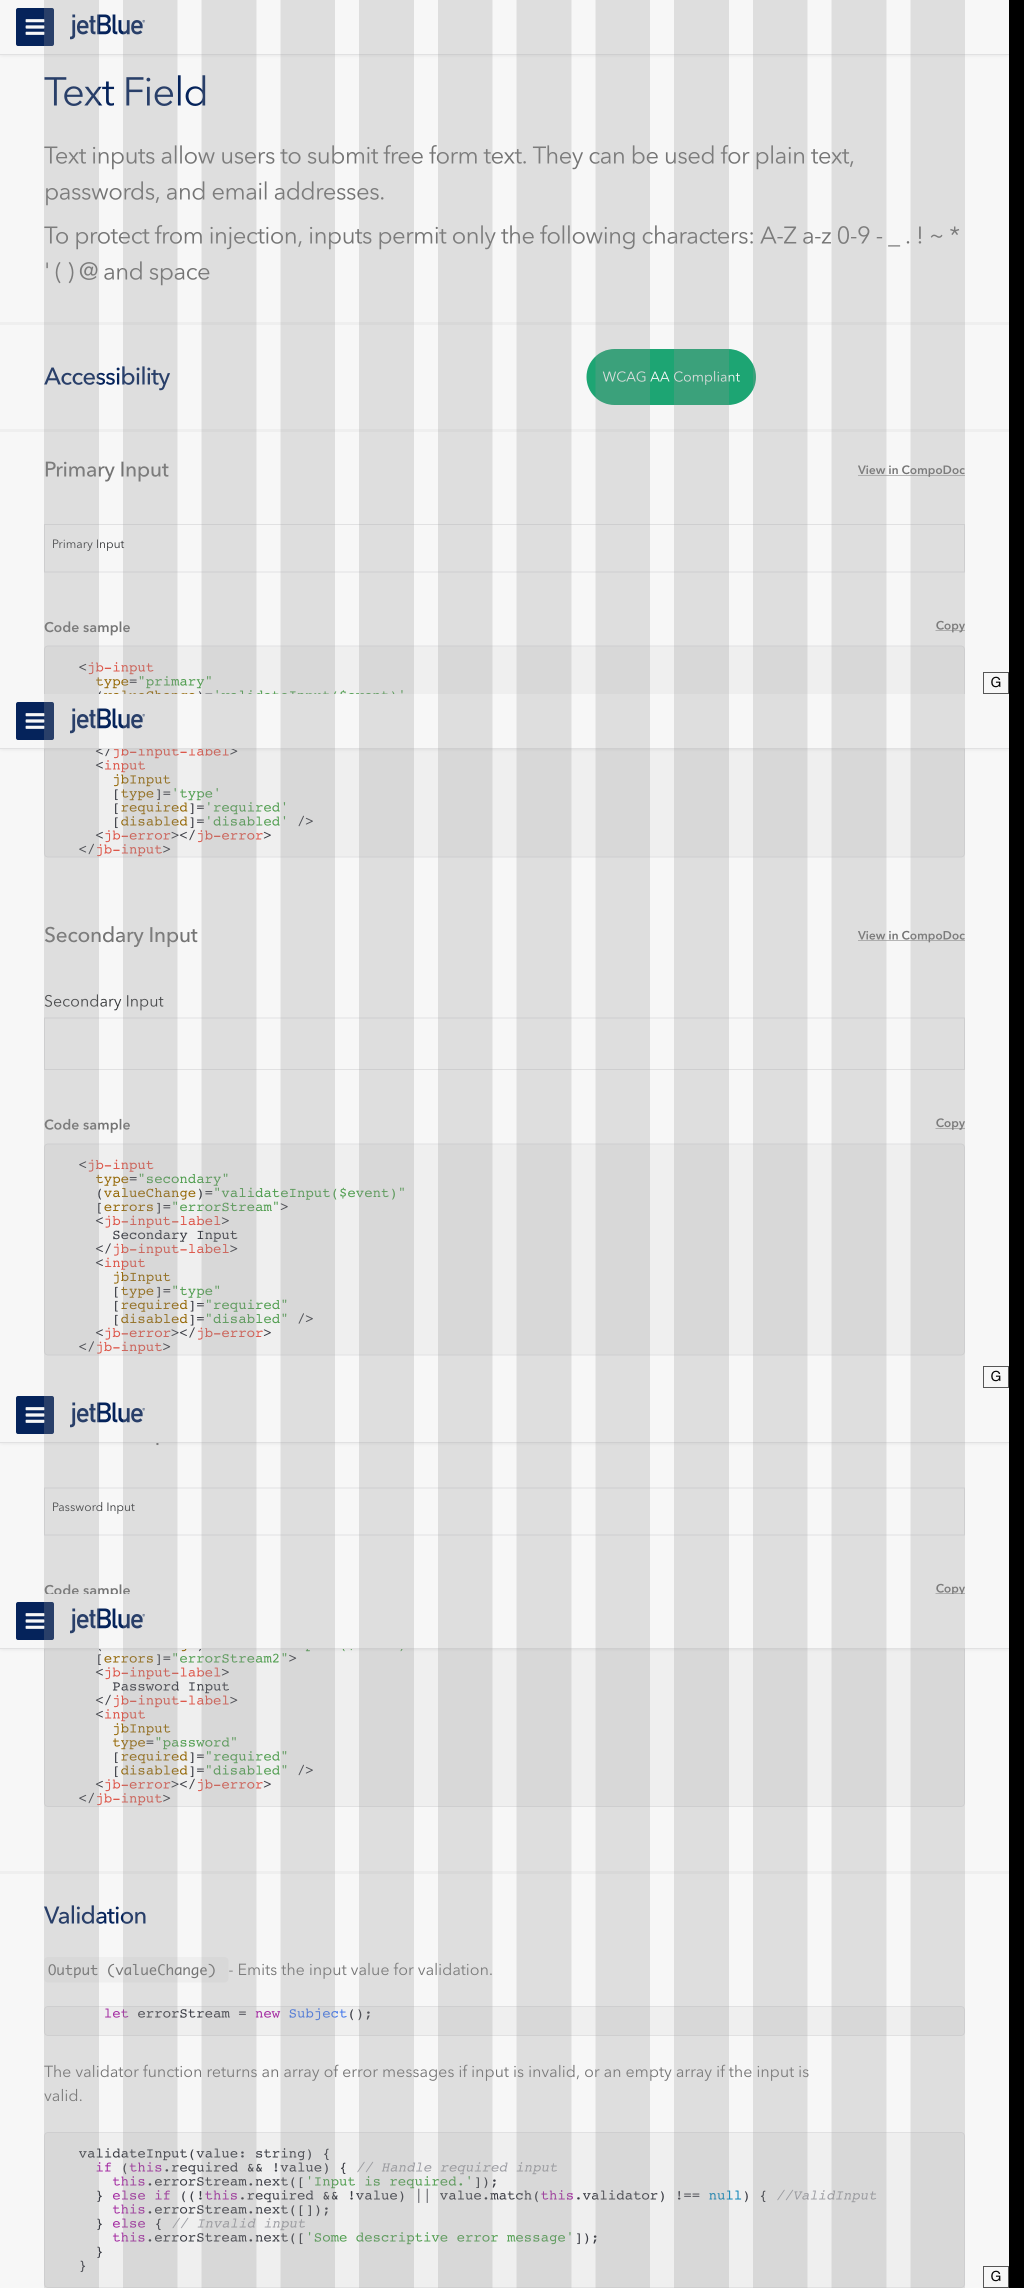 jetBlue
Text Field
Text inputs allow users to submit free form text. They can be used for plain text,
passwords, and email addresses.
To protect from injection, inputs permit only the following characters: A-Z a-z 0-9 - _ . ! ~ *
' ( ) @ and space
Accessibility
WCAG AA Compliant
Primary Input
View in CompoDoc
Primary Input
Code sample
Copy
<jb-input
type="primary"
(valueChange)='validateInput($event)'
G
jetBlue
</jb-input-label>
<input
jbInput
[type]='type'
[required]='required'
[disabled]='disabled' />
<jb-error></jb-error>
</jb-input>
Secondary Input
View in CompoDoc
Secondary Input
Code sample
Copy
<jb-input
type="secondary"
(valueChange)="validateInput($event)"
[errors]="errorStream">
<jb-input-label>
Secondary Input
</jb-input-label>
<input
jbInput
[type]="type"
[required]="required"
[disabled]="disabled" />
<jb-error></jb-error>
</jb-input>
G
jetBlue
Password Input
Code sample
Copy
jetBlue
[errors]="errorStream2">
<jb-input-label>
Password Input
</jb-input-label>
<input
jbInput
type="password"
[required]="required"
[disabled]="disabled" />
<jb-error></jb-error>
</jb-input>
Validation
Output (valueChange) - Emits the input value for validation.
let errorStream = new Subject();
The validator function returns an array of error messages if input is invalid, or an empty array if the input is
valid.
validateInput(value: string) {
if (this.required && !value) { // Handle required input
this.errorStream.next(['Input is required.']);
} else if ((!this.required && !value) || value.match(this.validator) !== null) { //ValidInput
this.errorStream.next([]);
} else { // Invalid input
this.errorStream.next(['Some descriptive error message']);
}
}
G